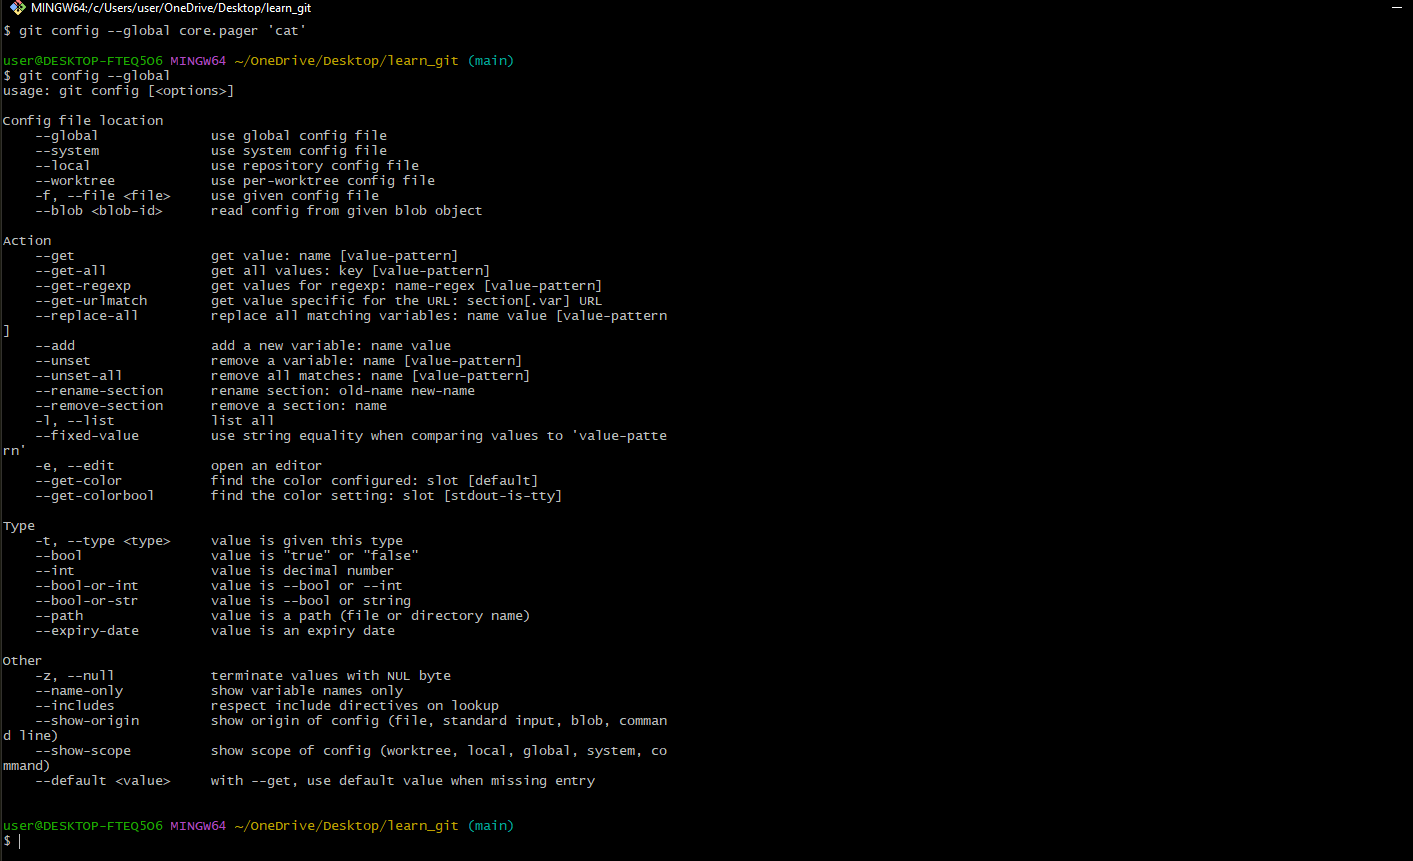 MINGW64:/c/Users/user/OneDrive/Desktop/learn_git
$ git config --global core.pager 'cat'
user@DESKTOP-FTEQ5O6 MINGW64 ~/OneDrive/Desktop/learn_git (main)
$ git config --global
usage: git config [<options>]
Config file location
    --global              use global config file
    --system              use system config file
    --local               use repository config file
    --worktree            use per-worktree config file
    -f, --file <file>     use given config file
    --blob <blob-id>      read config from given blob object
Action
    --get                 get value: name [value-pattern]
    --get-all             get all values: key [value-pattern]
    --get-regexp          get values for regexp: name-regex [value-pattern]
    --get-urlmatch        get value specific for the URL: section[.var] URL
    --replace-all         replace all matching variables: name value [value-pattern
]
    --add                 add a new variable: name value
    --unset               remove a variable: name [value-pattern]
    --unset-all           remove all matches: name [value-pattern]
    --rename-section      rename section: old-name new-name
    --remove-section      remove a section: name
    -l, --list            list all
    --fixed-value         use string equality when comparing values to 'value-patte
rn'
    -e, --edit            open an editor
    --get-color           find the color configured: slot [default]
    --get-colorbool       find the color setting: slot [stdout-is-tty]
Type
    -t, --type <type>     value is given this type
    --bool                value is "true" or "false"
    --int                 value is decimal number
    --bool-or-int         value is --bool or --int
    --bool-or-str         value is --bool or string
    --path                value is a path (file or directory name)
    --expiry-date         value is an expiry date
Other
    -z, --null            terminate values with NUL byte
    --name-only           show variable names only
    --includes            respect include directives on lookup
    --show-origin         show origin of config (file, standard input, blob, comman
d line)
    --show-scope          show scope of config (worktree, local, global, system, co
mmand)
    --default <value>     with --get, use default value when missing entry
user@DESKTOP-FTEQ5O6 MINGW64 ~/OneDrive/Desktop/learn_git (main)
$